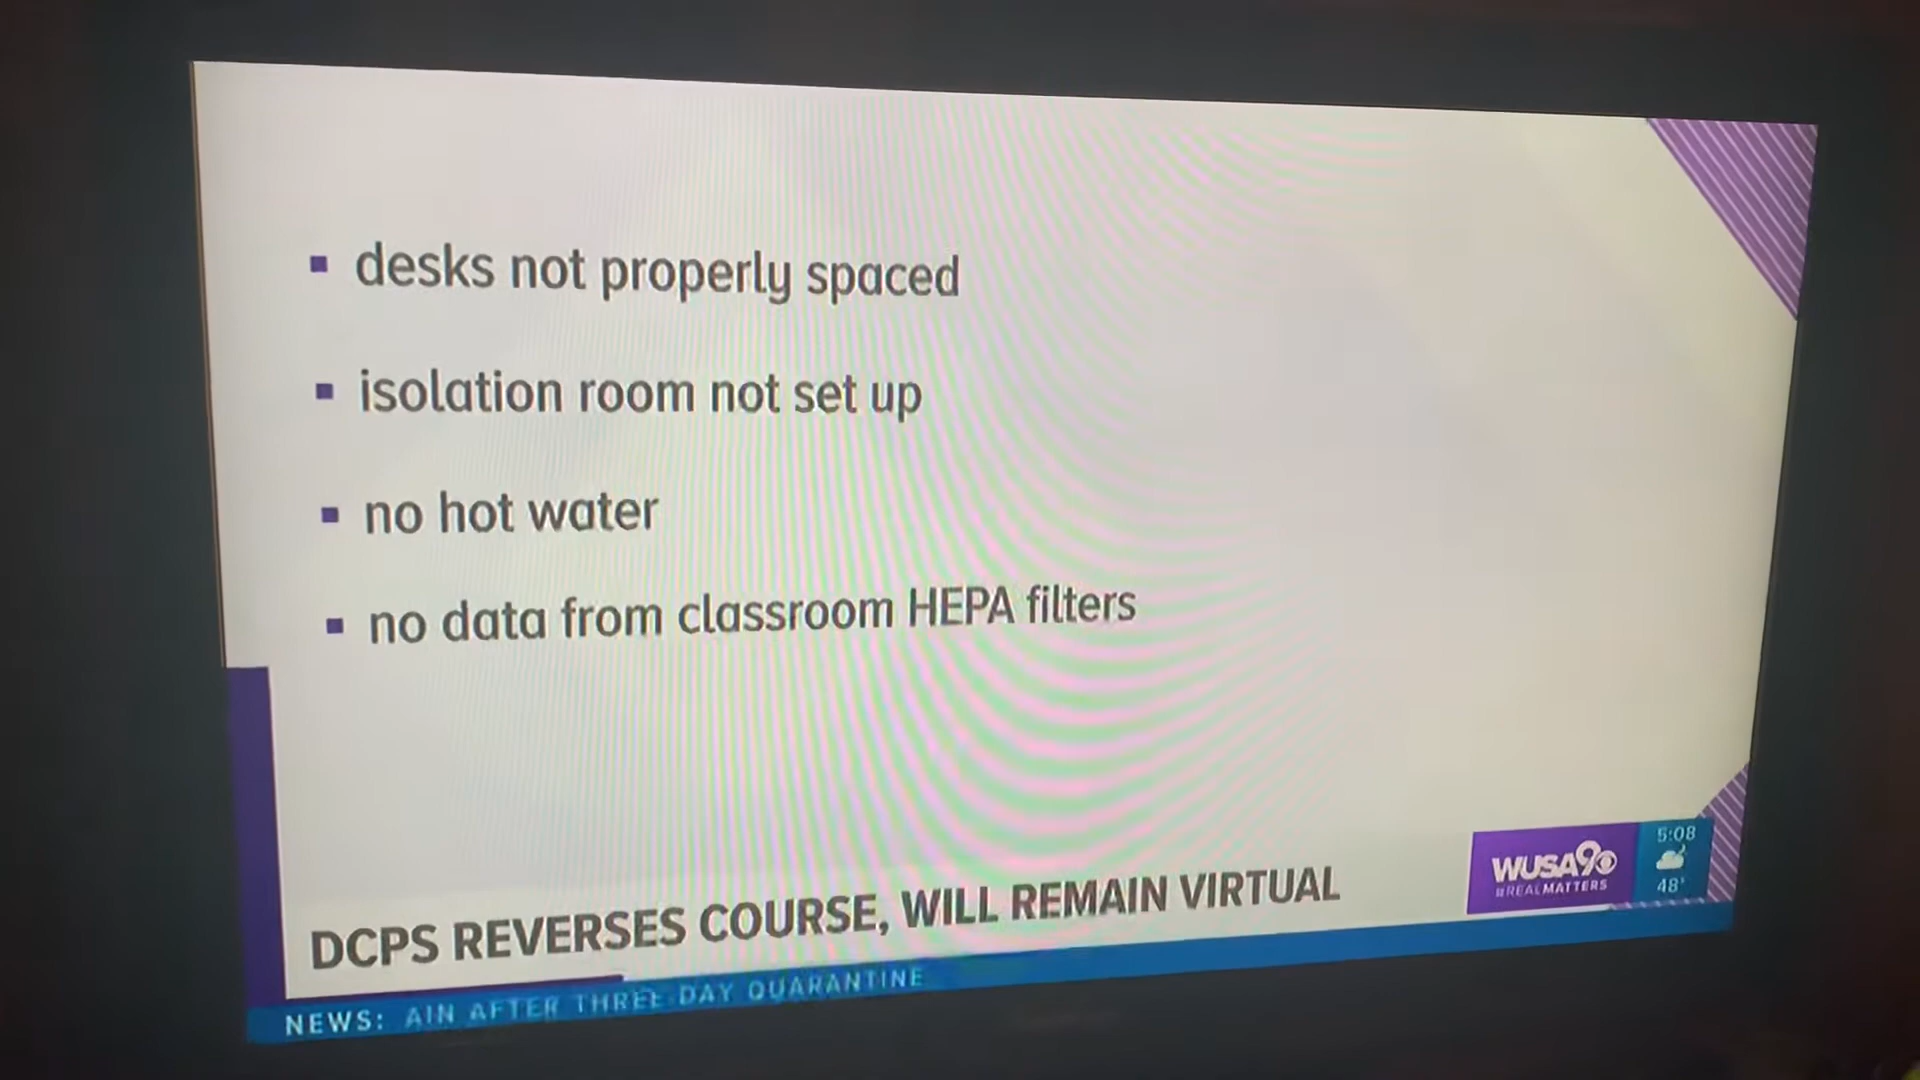 desks not properly spaced
isolation room not set up
no hot water
no data from classroom HEPA filters
DCPS REVERSES COURSE, WILL REMAIN VIRTUAL
WUSA9
#REALMATTERS
5:08
48°
NEWS: AIN AFTER THREE-DAY QUARANTINE